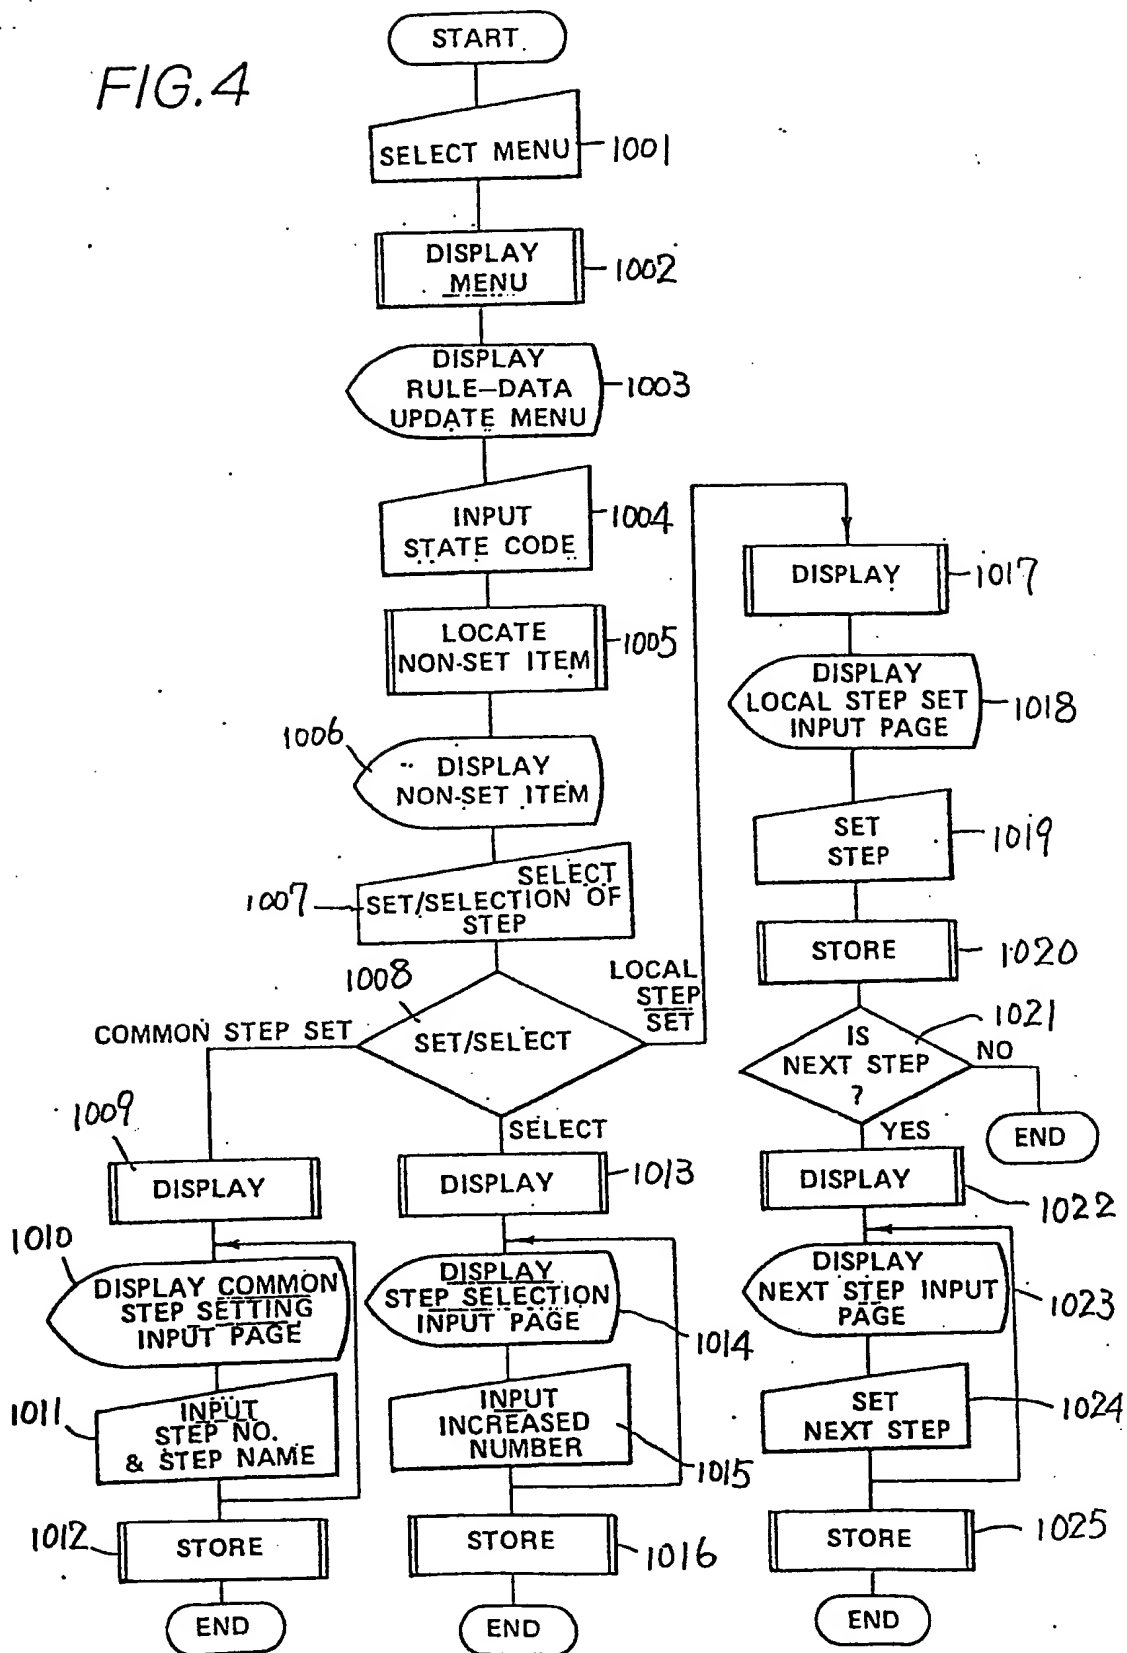 START
FIG.4
SELECT MENU
1001
DISPLAY
MENU
1002
DISPLAY
RULE-DATA
UPDATE MENU
1003
INPUT
STATE CODE
1004
LOCATE
NON-SET ITEM
1005
1006
DISPLAY
NON-SET ITEM
1007
SELECT
SET/SELECTION OF
STEP
1008
SET/SELECT
COMMON STEP SET
LOCAL
STEP
SET
SELECT
1009
DISPLAY
1010
DISPLAY COMMON
STEP SETTING
INPUT PAGE
1011
INPUT
STEP NO.
& STEP NAME
1012
STORE
END
DISPLAY
1013
DISPLAY
STEP SELECTION
INPUT PAGE
1014
INPUT
INCREASED
NUMBER
1015
STORE
1016
END
DISPLAY
1017
DISPLAY
LOCAL STEP SET
INPUT PAGE
1018
SET
STEP
1019
STORE
1020
IS
NEXT STEP
?
1021
NO
END
YES
DISPLAY
1022
DISPLAY
NEXT STEP INPUT
PAGE
1023
SET
NEXT STEP
1024
STORE
1025
END